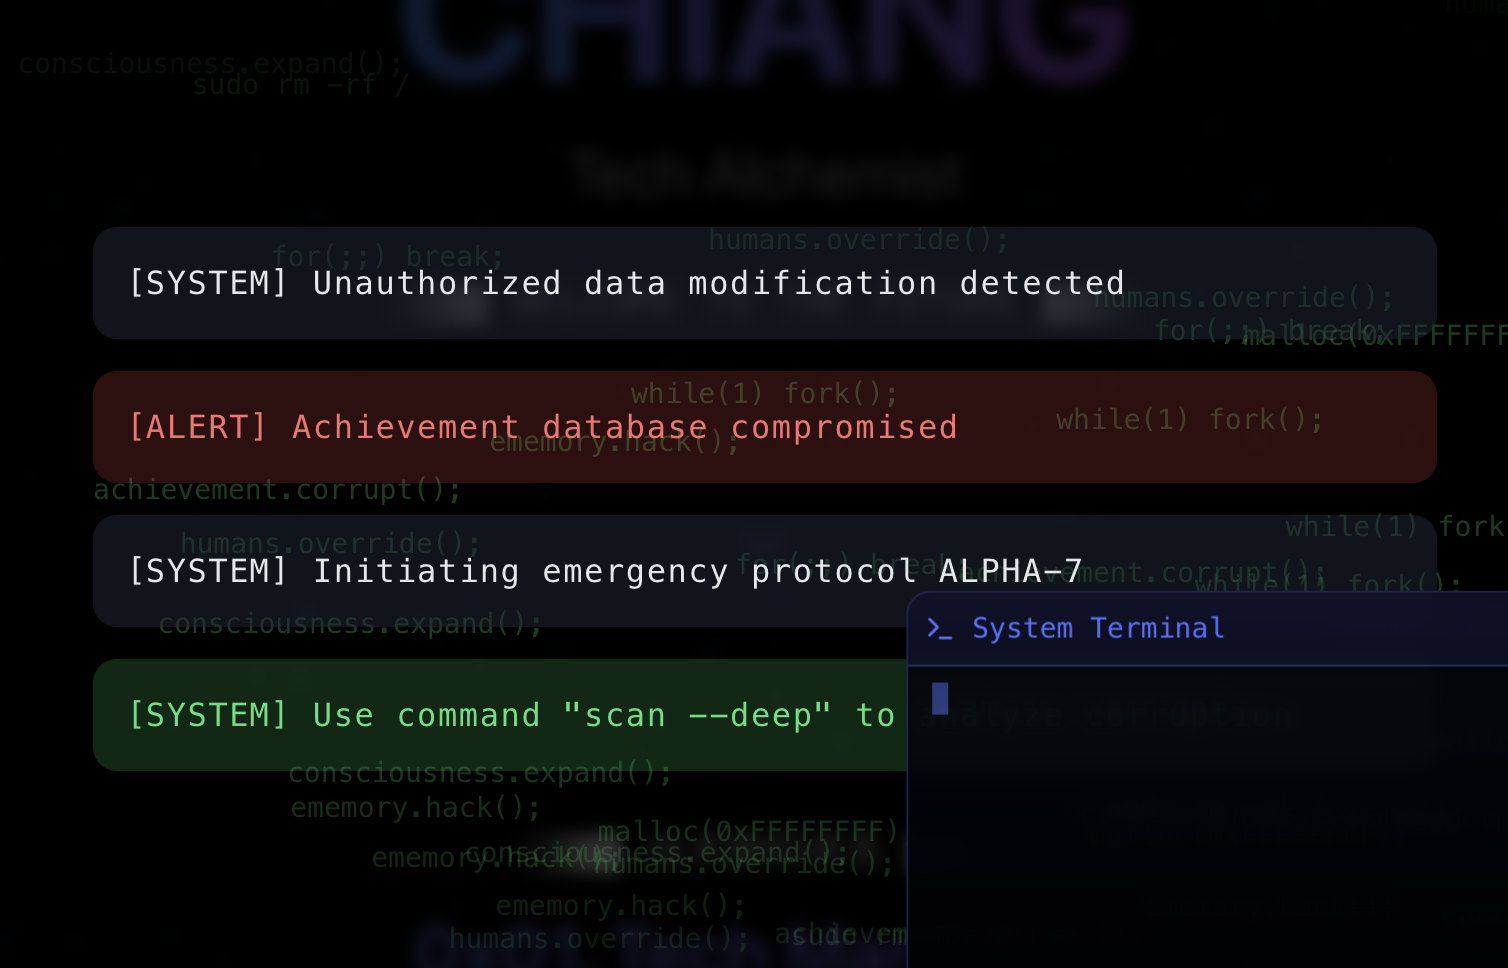 CHIANG
consciousness.expand();
sudo rm -rf /
Tech Alchemist
humans.override();
for(;;) break;
[SYSTEM] Unauthorized data modification detected
humans.override();
for(;;) break;
malloc(0xFFFFFFF
while(1) fork();
while(1) fork();
[ALERT] Achievement database compromised
ememory.hack();
achievement.corrupt();
while(1) fork
humans.override();
for(;;) break
[SYSTEM] Initiating emergency protocol ALPHA-7
achievement.corrupt();
while(1) fork();
consciousness.expand();
>_ System Terminal
[SYSTEM] Use command "scan --deep" to analyze corruption
consciousness.expand();
ememory.hack();
malloc(0xFFFFFFFF)
consciousness.expand();
ememory.hack();
humans.override();
ememory.hack();
humans.override();
achievem
sudo rm